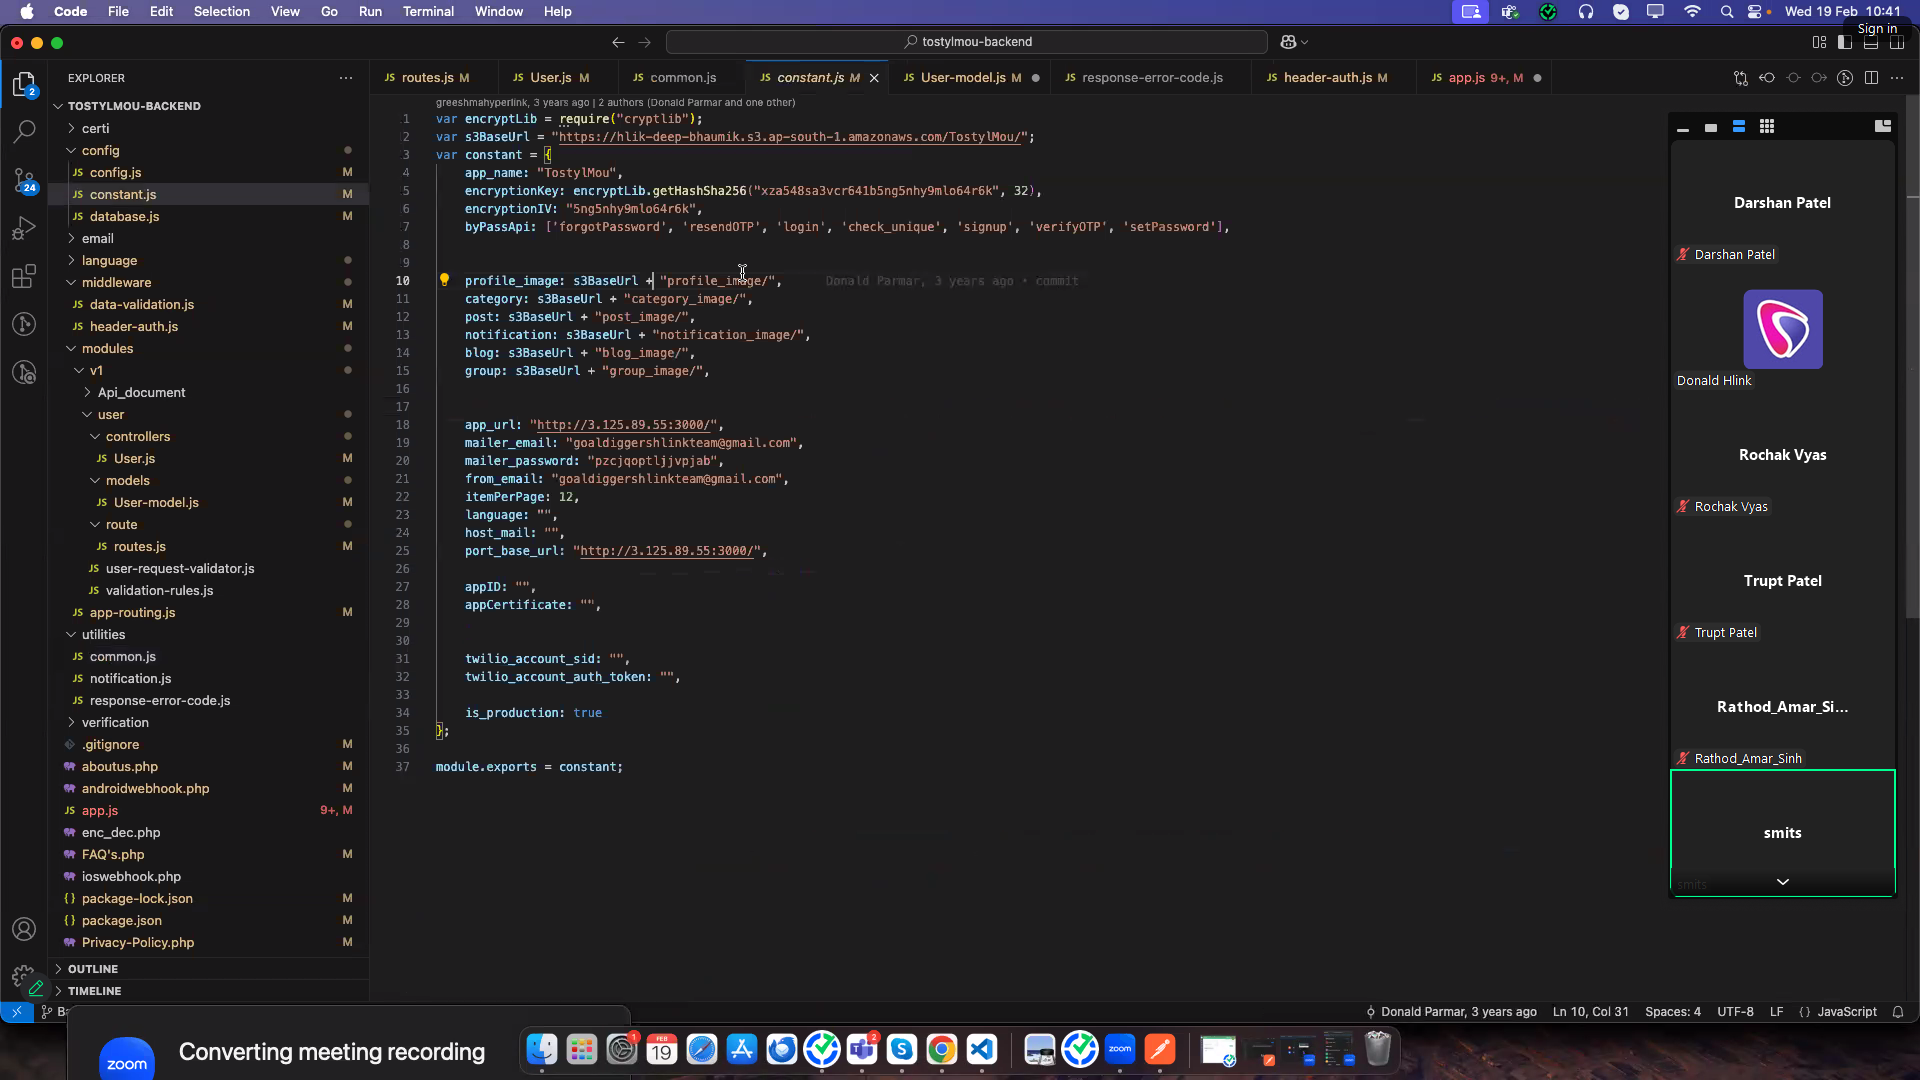 Code File Edit Selection View Go Run Terminal Window Help
Wed 19 Feb 10:41
Sign in
tostylmou-backend
EXPLORER
routes.js M
User.js M
common.js
constant.js M
User-model.js M
response-error-code.js
header-auth.js M
app.js 9+, M
TOSTYLMOU-BACKEND
certi
config
config.js M
constant.js M
database.js M
email
language
middleware
data-validation.js M
header-auth.js M
modules
v1
Api_document
user
controllers
User.js M
models
User-model.js M
route
routes.js M
user-request-validator.js
validation-rules.js
app-routing.js M
utilities
common.js
notification.js
response-error-code.js
verification
.gitignore M
aboutus.php M
androidwebhook.php M
app.js 9+, M
enc_dec.php
FAQ's.php M
ioswebhook.php
package-lock.json M
package.json M
Privacy-Policy.php M
OUTLINE
TIMELINE
2
24
greeshmahyperlink, 3 years ago | 2 authors (Donald Parmar and one other)
1 var encryptLib = require("cryptlib");
2 var s3BaseUrl = "https://hlik-deep-bhaumik.s3.ap-south-1.amazonaws.com/TostylMou/";
3 var constant = {
4 app_name: "TostylMou",
5 encryptionKey: encryptLib.getHashSha256("xza548sa3vcr641b5ng5nhy9mlo64r6k", 32),
6 encryptionIV: "5ng5nhy9mlo64r6k",
7 byPassApi: ['forgotPassword', 'resendOTP', 'login', 'check_unique', 'signup', 'verifyOTP', 'setPassword'],
8
9
10 profile_image: s3BaseUrl + "profile_image/", Donald Parmar, 3 years ago • commit
11 category: s3BaseUrl + "category_image/",
12 post: s3BaseUrl + "post_image/",
13 notification: s3BaseUrl + "notification_image/",
14 blog: s3BaseUrl + "blog_image/",
15 group: s3BaseUrl + "group_image/",
16
17
18 app_url: "http://3.125.89.55:3000/",
19 mailer_email: "goaldiggershlinkteam@gmail.com",
20 mailer_password: "pzcjqoptljjvpjab",
21 from_email: "goaldiggershlinkteam@gmail.com",
22 itemPerPage: 12,
23 language: "",
24 host_mail: "",
25 port_base_url: "http://3.125.89.55:3000/",
26
27 appID: "",
28 appCertificate: "",
29
30
31 twilio_account_sid: "",
32 twilio_account_auth_token: "",
33
34 is_production: true
35 };
36
37 module.exports = constant;
Darshan Patel
Darshan Patel
Donald Hlink
Rochak Vyas
Rochak Vyas
Trupt Patel
Trupt Patel
Rathod_Amar_Si...
Rathod_Amar_Sinh
smits
smits
Ba
Donald Parmar, 3 years ago
Ln 10, Col 31
Spaces: 4
UTF-8
LF
{} JavaScript
zoom
Converting meeting recording
1
FEB
19
2
zoom